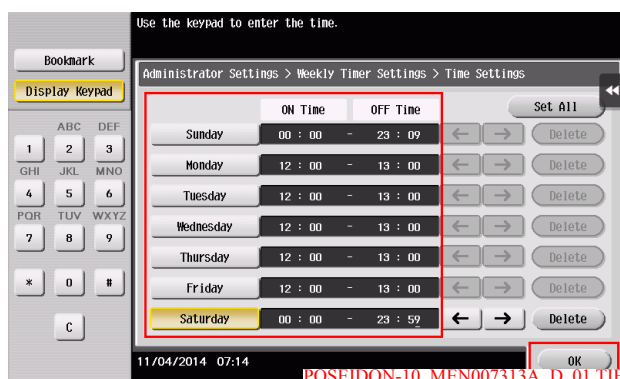 Use the keypad to enter the time.
Bookmark
Display Keypad
Administrator Settings > Weekly Timer Settings > Time Settings
ON Time OFF Time Set All
Sunday 00 : 00 - 23 : 09 ← → Delete
Monday 12 : 00 - 13 : 00 ← → Delete
Tuesday 12 : 00 - 13 : 00 ← → Delete
Wednesday 12 : 00 - 13 : 00 ← → Delete
Thursday 12 : 00 - 13 : 00 ← → Delete
Friday 12 : 00 - 13 : 00 ← → Delete
Saturday 00 : 00 - 23 : 59 ← → Delete
ABC DEF
1 2 3
GHI JKL MNO
4 5 6
PQR TUV WXYZ
7 8 9
* 0 #
C
11/04/2014 07:14
OK
POSEIDON-10_MFN007313A_D_01.TIF